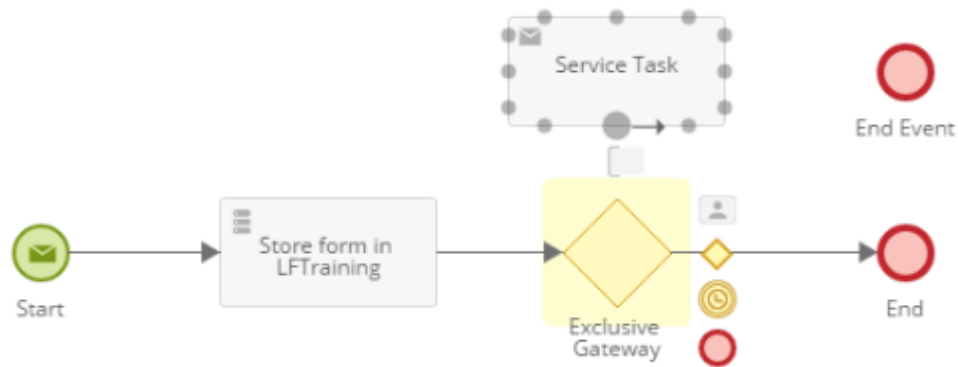 Service Task
End Event
Store form in
LFTraining
Start
Exclusive
Gateway
End